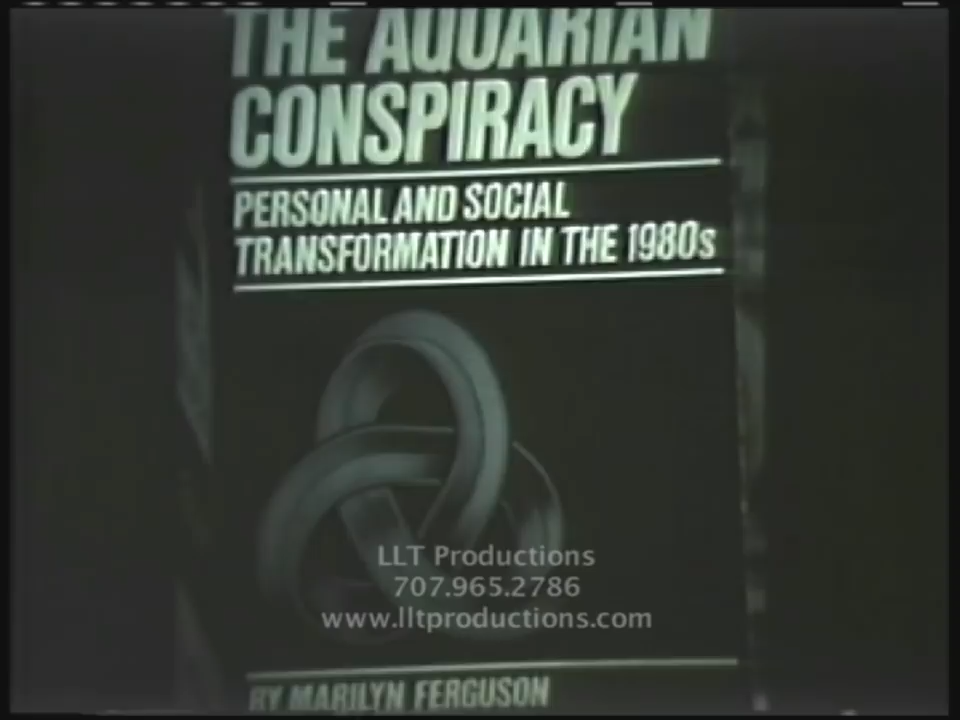 THE AQUARIAN
CONSPIRACY
PERSONAL AND SOCIAL
TRANSFORMATION IN THE 1980s
LLT Productions
707.965.2786
www.lltproductions.com
BY MARILYN FERGUSON